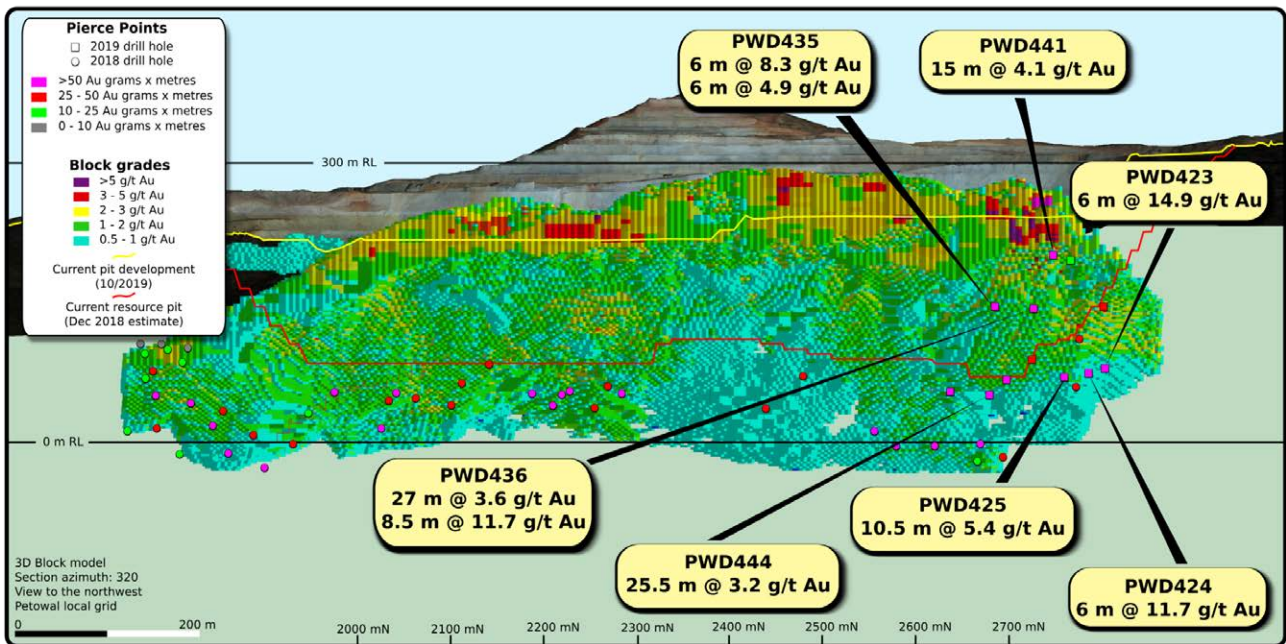 Pierce Points
2019 drill hole
2018 drill hole
>50 Au grams x metres
25 - 50 Au grams x metres
10 - 25 Au grams x metres
0 - 10 Au grams x metres
Block grades
>5 g/t Au
3 - 5 g/t Au
2 - 3 g/t Au
1 - 2 g/t Au
0.5 - 1 g/t Au
Current pit development
(10/2019)
Current resource pit
(Dec 2018 estimate)
PWD435
6 m @ 8.3 g/t Au
6 m @ 4.9 g/t Au
PWD441
15 m @ 4.1 g/t Au
300 m RL
PWD423
6 m @ 14.9 g/t Au
0 m RL
PWD436
27 m @ 3.6 g/t Au
8.5 m @ 11.7 g/t Au
PWD425
10.5 m @ 5.4 g/t Au
PWD444
25.5 m @ 3.2 g/t Au
PWD424
6 m @ 11.7 g/t Au
3D Block model
Section azimuth: 320
View to the northwest
Petowal local grid
0 200 m
2000 mN 2100 mN 2200 mN 2300 mN 2400 mN 2500 mN 2600 mN 2700 mN